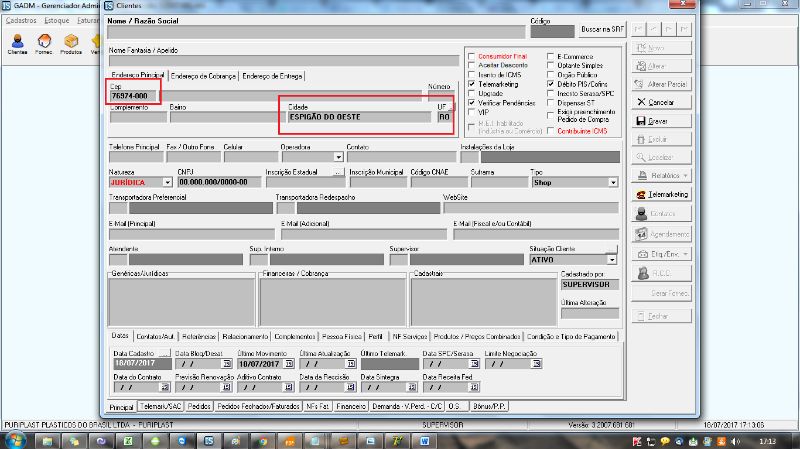 GADM - Gerenciador Admin
Clientes
Cadastros Estoque Faturame
Clientes Fornec. Produtos Ve
Nome / Razão Social
Código
Buscar na SRF
Nome Fantasia / Apelido
Endereço Principal Endereço de Cobrança Endereço de Entrega
Cep Número
76974-000
Complemento Bairro Cidade UF ...
ESPIGÃO DO OESTE RO
Consumidor Final
Aceitar Desconto
Isento de ICMS
Telemarketing
Upgrade
Verificar Pendências
VIP
M.E.I. habilitado
(Indústria ou Comércio)
E-Commerce
Optante Simples
Orgão Público
Débito PIS/Cofins
Incento Serasa/SPC
Dispensar ST
Exige preenchimento
Pedido de Compra
Contribuinte ICMS
Novo
Alterar
Alterar Parcial
Cancelar
Gravar
Excluir
Localizar
Relatórios
Telemarketing
Contatos
Agendamento
Etiq./Env.
R.C.C.
Gerar Fornec.
Fechar
Telefone Principal Fax / Outro Fone Celular Operadora Contato Instalações da Loja
Natureza CNPJ Inscrição Estadual ... Inscrição Municipal Código CNAE Suframa Tipo
JURÍDICA 00.000.000/0000-00 Shop
Transportadora Preferencial Transportadora Redespacho WebSite
E-Mail (Principal) E-Mail (Adicional) E-Mail (Fiscal e/ou Contábil)
Atendente Sup. Interno Supervisor Situação Cliente ...
ATIVO
Genéricas/Jurídicas Financeiras / Cobrança Cadastrais Cadastrado por
SUPERVISOR
Última Alteração
Datas Contatos/Aut. Referências Relacionamento Complementos Pessoa Física Perfil NF Serviços Produtos / Preços Combinados Condição e Tipo de Pagamento
Data Cadastro ... Data Bloq/Desat. Último Movimento Última Atualização Último Telemark. Data SPC/Serasa Limite Negociação
18/07/2017 / / 18/07/2017 / / / / / /
Data do Contrato Previsão Renovação Aditivo Contrato Data da Rescisão Data Sintegra Data Receita Fed
/ / / / / / / / / / / /
Principal Telemark/SAC Pedidos Pedidos Fechados/Faturados NFs Fat. Financeiro Demanda - V.Perd. - C/C O.S. Bônus/P.P.
PURIPLAST PLASTICOS DO BRASIL LTDA - PURIPLAST SUPERVISOR Versão: 3.2007.681.681 18/07/2017 17:13:06
17:13